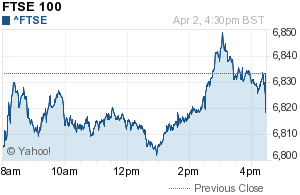 FTSE 100
^FTSE Apr 2, 4:30pm BST
6,850
6,840
6,830
6,820
6,810
6,800
© Yahoo!
8am 10am 12pm 2pm 4pm
Previous Close